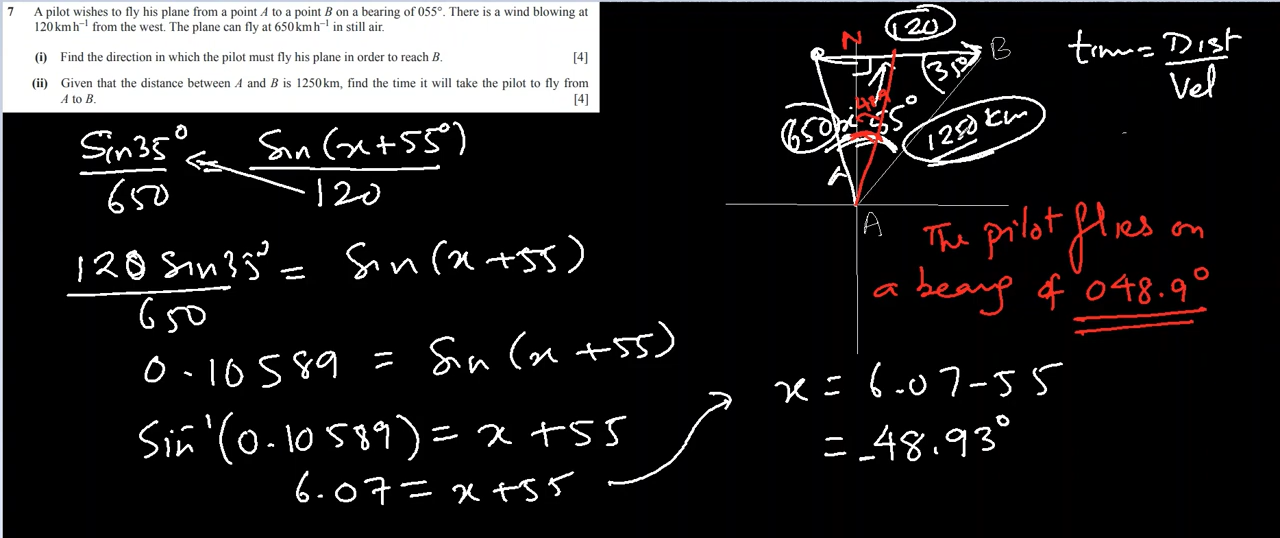 7 A pilot wishes to fly his plane from a point A to a point B on a bearing of 055°. There is a wind blowing at
120 km h⁻¹ from the west. The plane can fly at 650 km h⁻¹ in still air.
(i) Find the direction in which the pilot must fly his plane in order to reach B. [4]
(ii) Given that the distance between A and B is 1250 km, find the time it will take the pilot to fly from
A to B. [4]
Sin35°/650 = Sin(x+55°)/120
120 Sin35°/650 = Sin(x+55)
0.10589 = Sin(x+55)
Sin⁻¹(0.10589) = x+55
6.07 = x+55
N
120
B
35°
650
x
55°
48.9
1250 km
A
time = Dist/Vel
The pilot flies on
a bearing of 048.9°
x = 6.07-55
= -48.93°